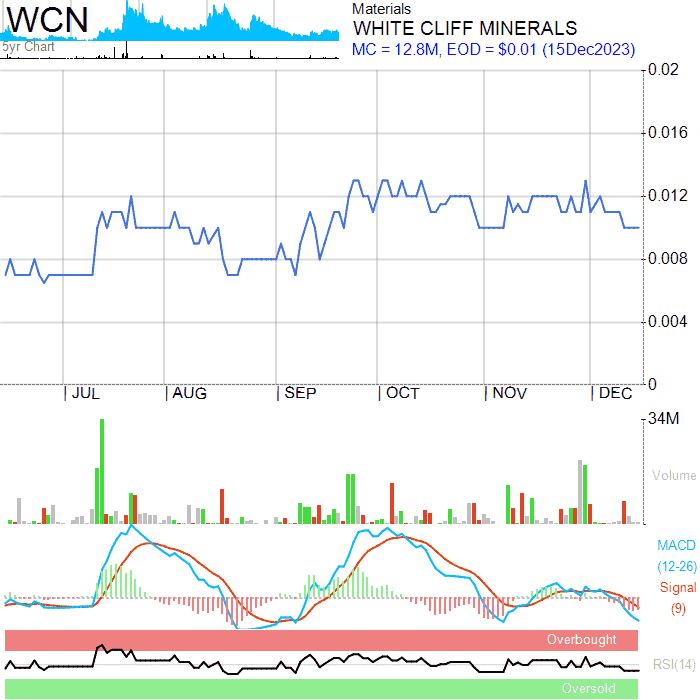 WCN
5yr Chart
Materials
WHITE CLIFF MINERALS
MC = 12.8M, EOD = $0.01 (15Dec2023)
0.02
0.016
0.012
0.008
0.004
0
| JUL | AUG | SEP | OCT | NOV | DEC
34M
Volume
MACD
(12-26)
Signal
(9)
Overbought
RSI(14)
Oversold